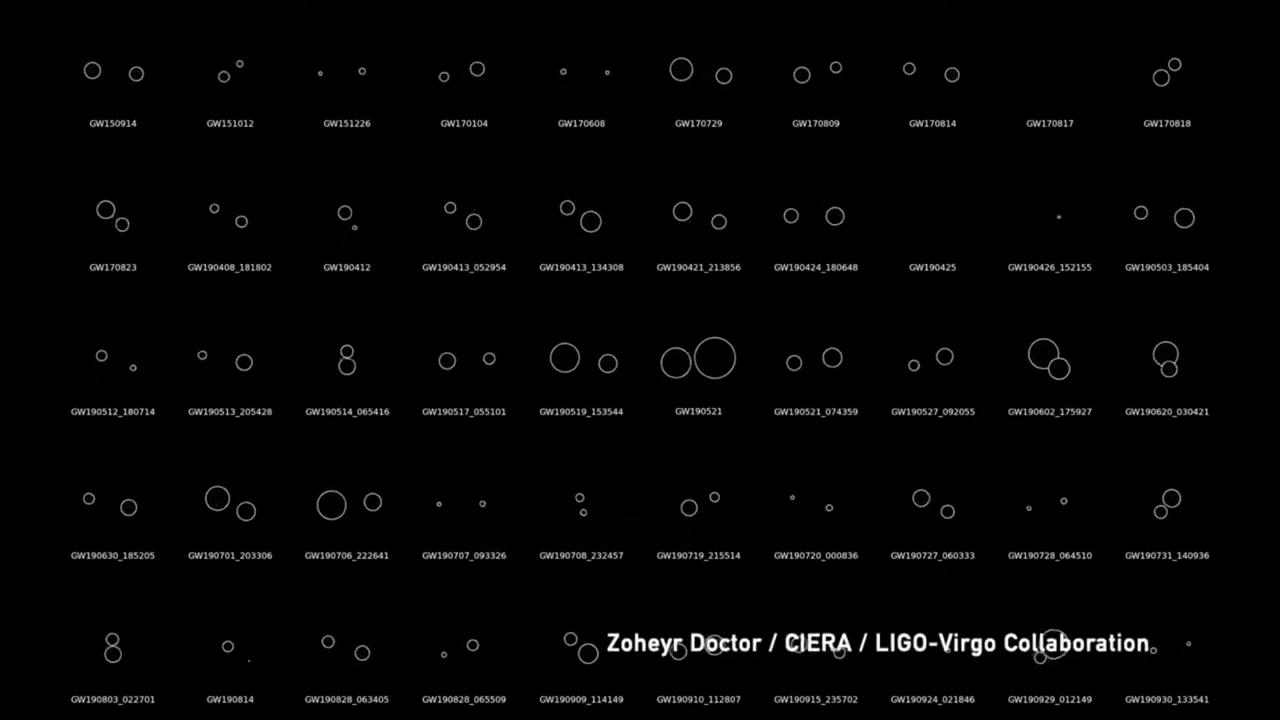 GW150914 GW151012 GW151226 GW170104 GW170608 GW170729 GW170809 GW170814 GW170817 GW170818
GW170823 GW190408_181802 GW190412 GW190413_052954 GW190413_134308 GW190421_213856 GW190424_180648 GW190425 GW190426_152155 GW190503_185404
GW190512_180714 GW190513_205428 GW190514_065416 GW190517_055101 GW190519_153544 GW190521 GW190521_074359 GW190527_092055 GW190602_175927 GW190620_030421
GW190630_185205 GW190701_203306 GW190706_222641 GW190707_093326 GW190708_232457 GW190719_215514 GW190720_000836 GW190727_060333 GW190728_064510 GW190731_140936
Zoheyr Doctor / CIERA / LIGO-Virgo Collaboration
GW190803_022701 GW190814 GW190828_063405 GW190828_065509 GW190909_114149 GW190910_112807 GW190915_235702 GW190924_021846 GW190929_012149 GW190930_133541